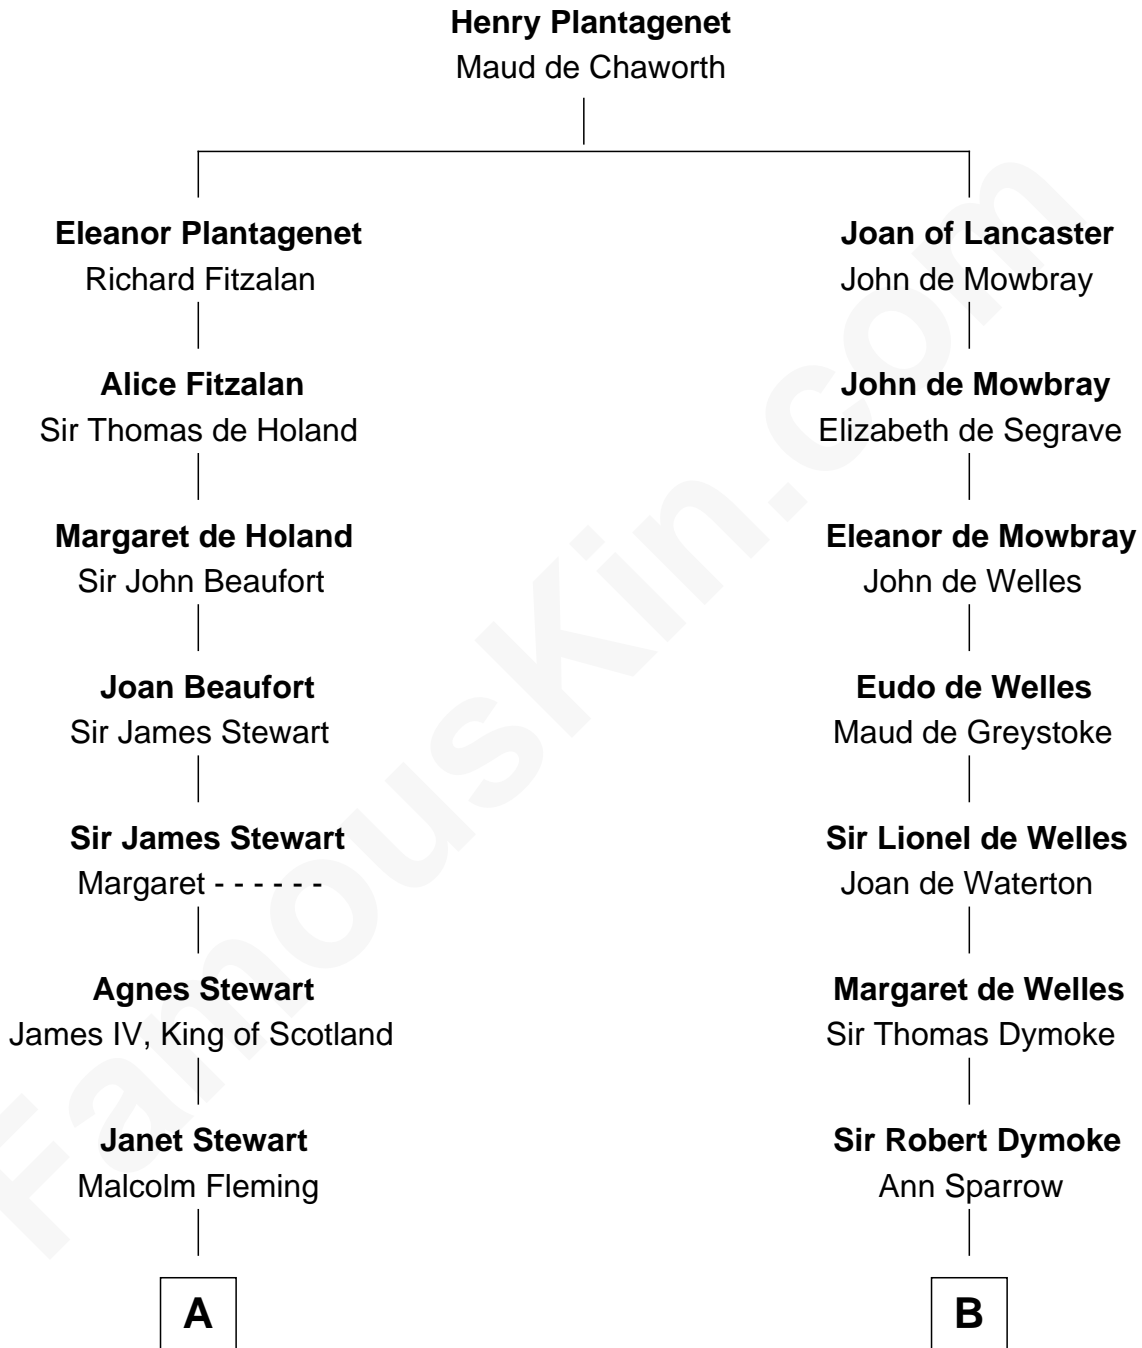 Henry Plantagenet
Maud de Chaworth
Eleanor Plantagenet
Richard Fitzalan
Joan of Lancaster
John de Mowbray
Alice Fitzalan
Sir Thomas de Holand
John de Mowbray
Elizabeth de Segrave
Margaret de Holand
Sir John Beaufort
Eleanor de Mowbray
John de Welles
Joan Beaufort
Sir James Stewart
Eudo de Welles
Maud de Greystoke
Sir James Stewart
Margaret - - - - - -
Sir Lionel de Welles
Joan de Waterton
Agnes Stewart
James IV, King of Scotland
Margaret de Welles
Sir Thomas Dymoke
Janet Stewart
Malcolm Fleming
Sir Robert Dymoke
Ann Sparrow
A
B
FamousKin.com